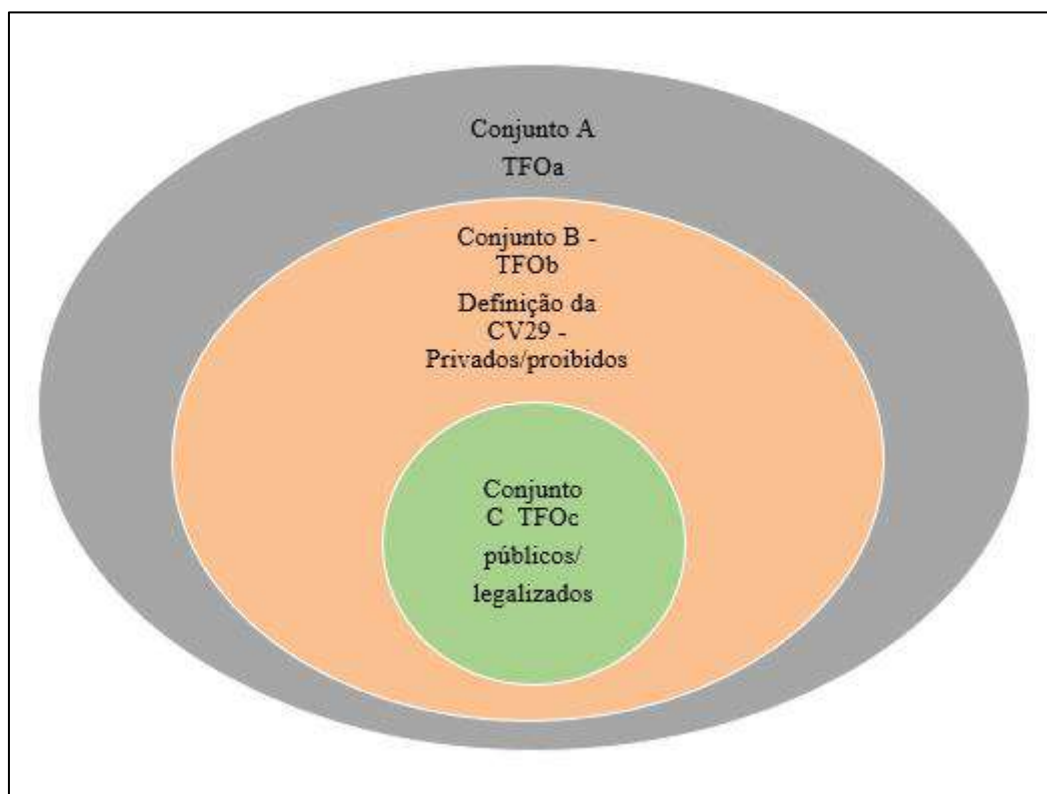 Conjunto A
TFOa
Conjunto B -
TFOb
Definição da
CV29 -
Privados/proibidos
Conjunto
C TFOc
públicos/
legalizados